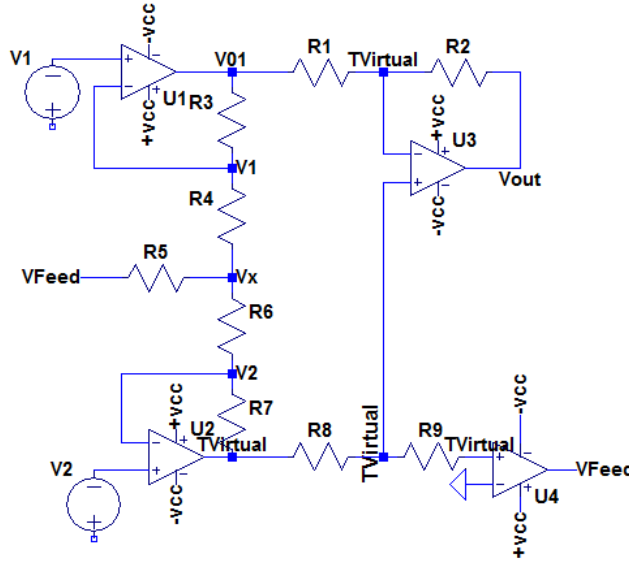 -VCC
V1
V01
R1
TVirtual
R2
+
-
U1
+VCC
R3
+VCC
U3
V1
-VCC
Vout
R4
R5
VFeed
Vx
R6
V2
+VCC
R7
-VCC
U2
TVirtual
R8
TVirtual
R9
TVirtual
V2
-VCC
VFeed
U4
+VCC